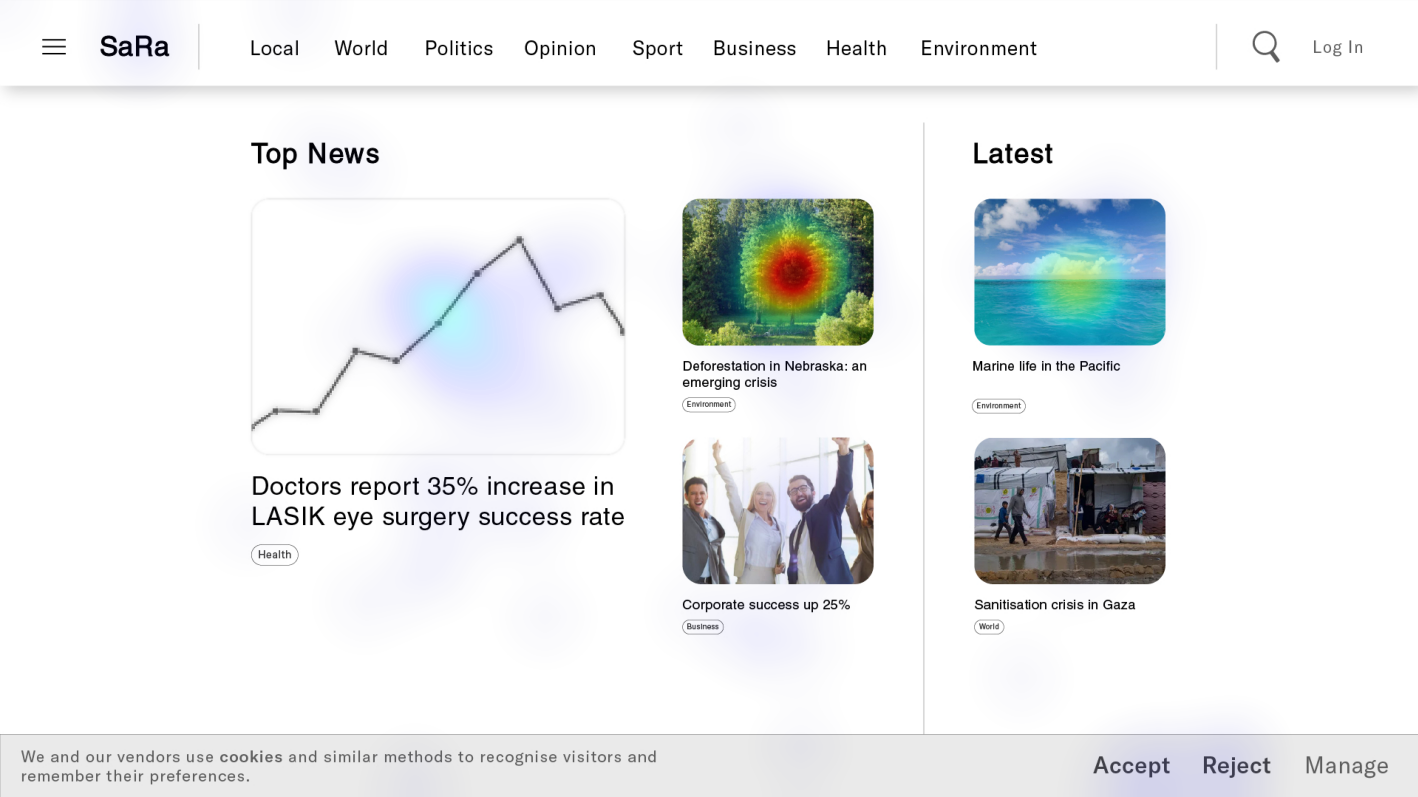 SaRa
Local
World
Politics
Opinion
Sport
Business
Health
Environment
Log In
Top News
Doctors report 35% increase in
LASIK eye surgery success rate
Health
Deforestation in Nebraska: an
emerging crisis
Environment
Corporate success up 25%
Business
Latest
Marine life in the Pacific
Environment
Sanitisation crisis in Gaza
World
We and our vendors use cookies and similar methods to recognise visitors and
remember their preferences.
Accept
Reject
Manage